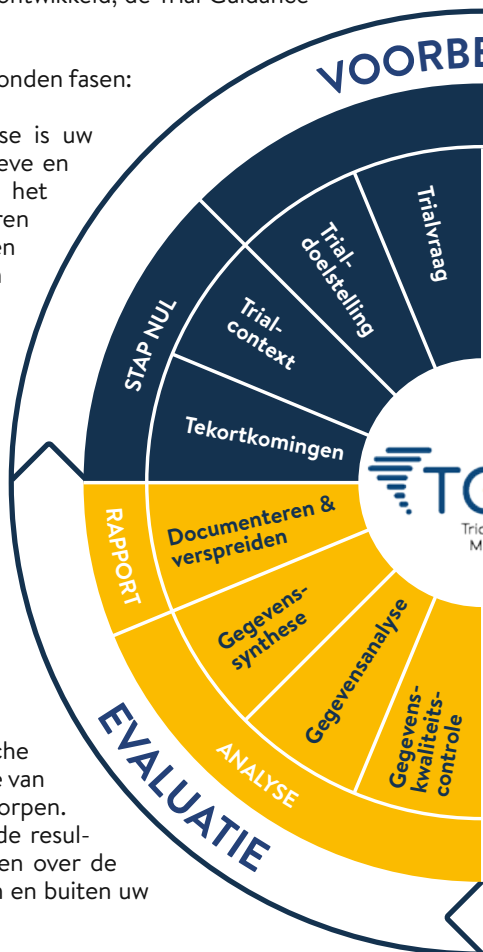 ontwikkeld, de Trial Guidance
onden fasen:
se is uw
eve en
het
ren
en
VOORBE
STAP NUL
Trial-
context
Trial-
doelstelling
Trialvraag
Tekortkomingen
TG
Tri
M
RAPPORT
Documenteren &
verspreiden
Gegevens-
synthese
Gegevensanalyse
Gegevens-
kwaliteits-
controle
ANALYSE
EVALUATIE
che
e van
orpen.
de resul-
en over de
n en buiten uw